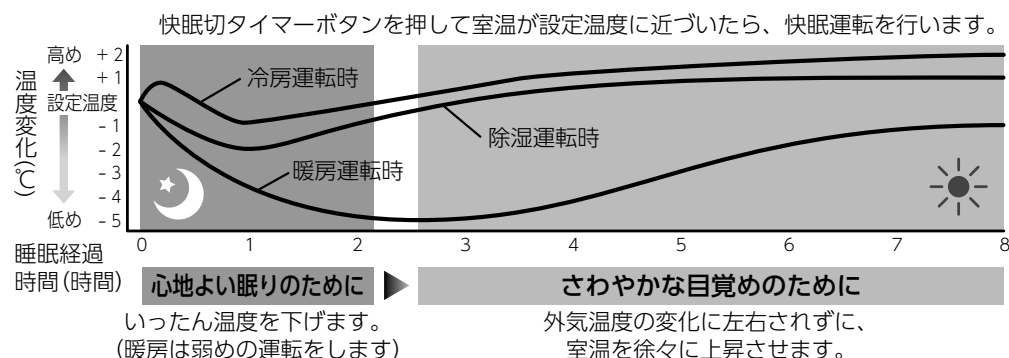 快眠切タイマーボタンを押して室温が設定温度に近づいたら、快眠運転を行います。
温度変化(℃)
高め
設定温度
低め
+2
+1
-1
-2
-3
-4
-5
冷房運転時
除湿運転時
暖房運転時
睡眠経過
時間(時間)
0 1 2 3 4 5 6 7 8
心地よい眠りのために
いったん温度を下げます。
(暖房は弱めの運転をします)
さわやかな目覚めのために
外気温度の変化に左右されずに、
室温を徐々に上昇させます。